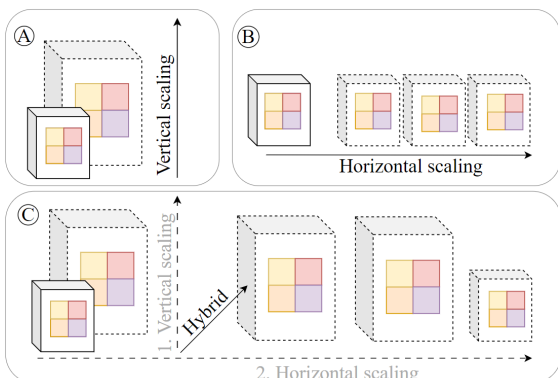 A
Vertical scaling
B
Horizontal scaling
C
1. Vertical scaling
Hybrid
2. Horizontal scaling